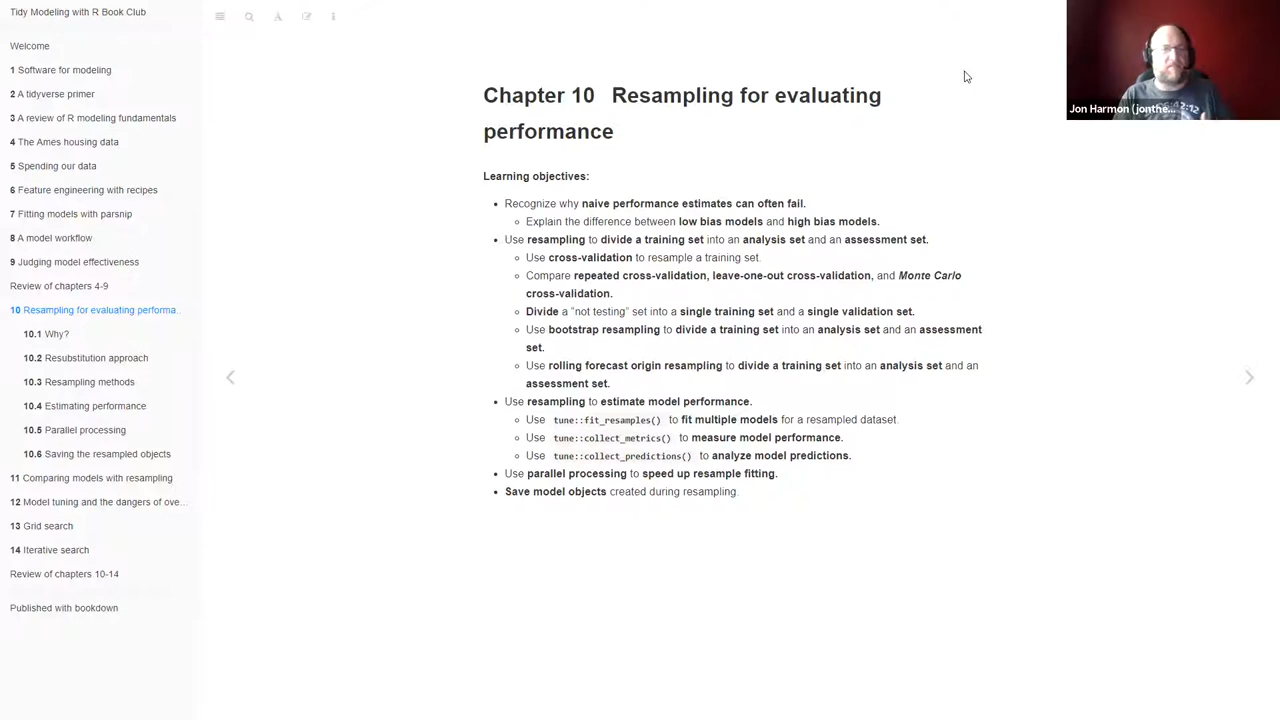 Tidy Modeling with R Book Club
Welcome
1 Software for modeling
2 A tidyverse primer
3 A review of R modeling fundamentals
4 The Ames housing data
5 Spending our data
6 Feature engineering with recipes
7 Fitting models with parsnip
8 A model workflow
9 Judging model effectiveness
Review of chapters 4-9
10 Resampling for evaluating performa…
10.1 Why?
10.2 Resubstitution approach
10.3 Resampling methods
10.4 Estimating performance
10.5 Parallel processing
10.6 Saving the resampled objects
11 Comparing models with resampling
12 Model tuning and the dangers of ove…
13 Grid search
14 Iterative search
Review of chapters 10-14
Published with bookdown
Chapter 10 Resampling for evaluating
performance
Learning objectives:
• Recognize why naive performance estimates can often fail.
◦ Explain the difference between low bias models and high bias models.
• Use resampling to divide a training set into an analysis set and an assessment set.
◦ Use cross-validation to resample a training set.
◦ Compare repeated cross-validation, leave-one-out cross-validation, and Monte Carlo
cross-validation.
◦ Divide a "not testing" set into a single training set and a single validation set.
◦ Use bootstrap resampling to divide a training set into an analysis set and an assessment
set.
◦ Use rolling forecast origin resampling to divide a training set into an analysis set and an
assessment set.
• Use resampling to estimate model performance.
◦ Use tune::fit_resamples() to fit multiple models for a resampled dataset.
◦ Use tune::collect_metrics() to measure model performance.
◦ Use tune::collect_predictions() to analyze model predictions.
• Use parallel processing to speed up resample fitting.
• Save model objects created during resampling.
Jon Harmon (jonthe...